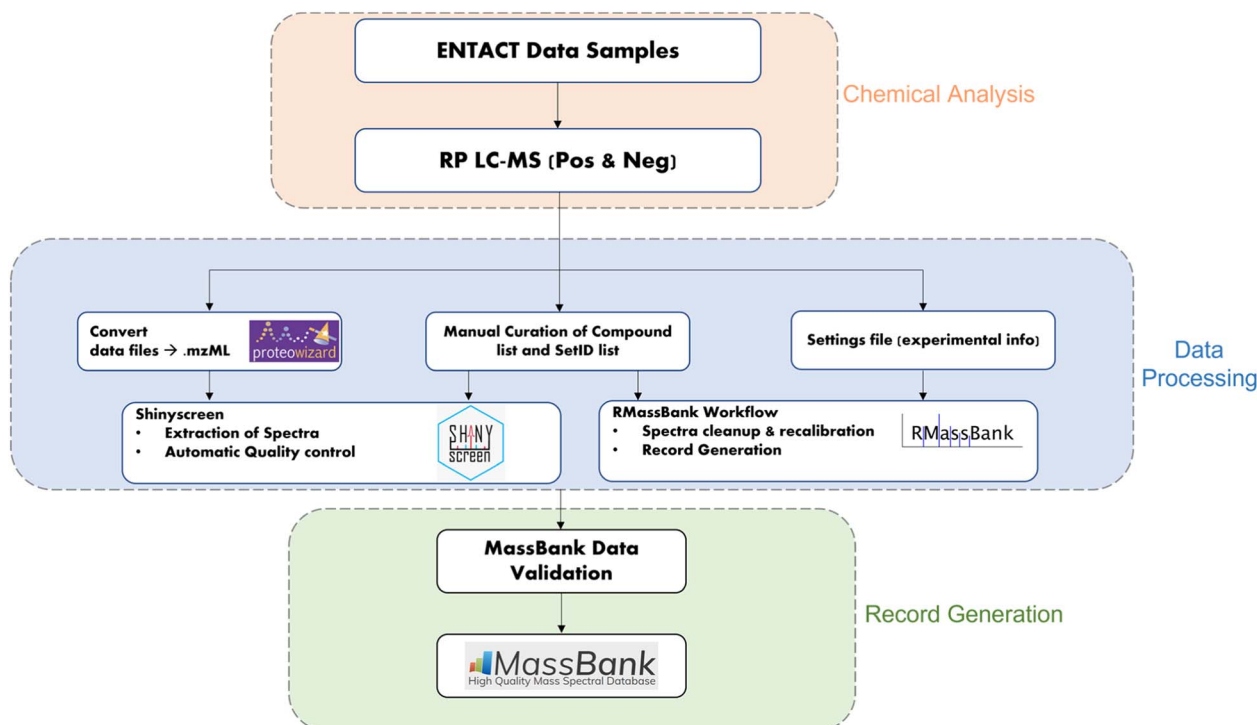 ENTACT Data Samples
Chemical Analysis
RP LC-MS (Pos & Neg)
Convert
data files → .mzML
proteowizard
Manual Curation of Compound
list and SetID list
Settings file (experimental info)
Data
Processing
Shinyscreen
• Extraction of Spectra
• Automatic Quality control
SHINY
screen
RMassBank Workflow
• Spectra cleanup & recalibration
• Record Generation
RMassBank
MassBank Data
Validation
Record Generation
MassBank
High Quality Mass Spectral Database